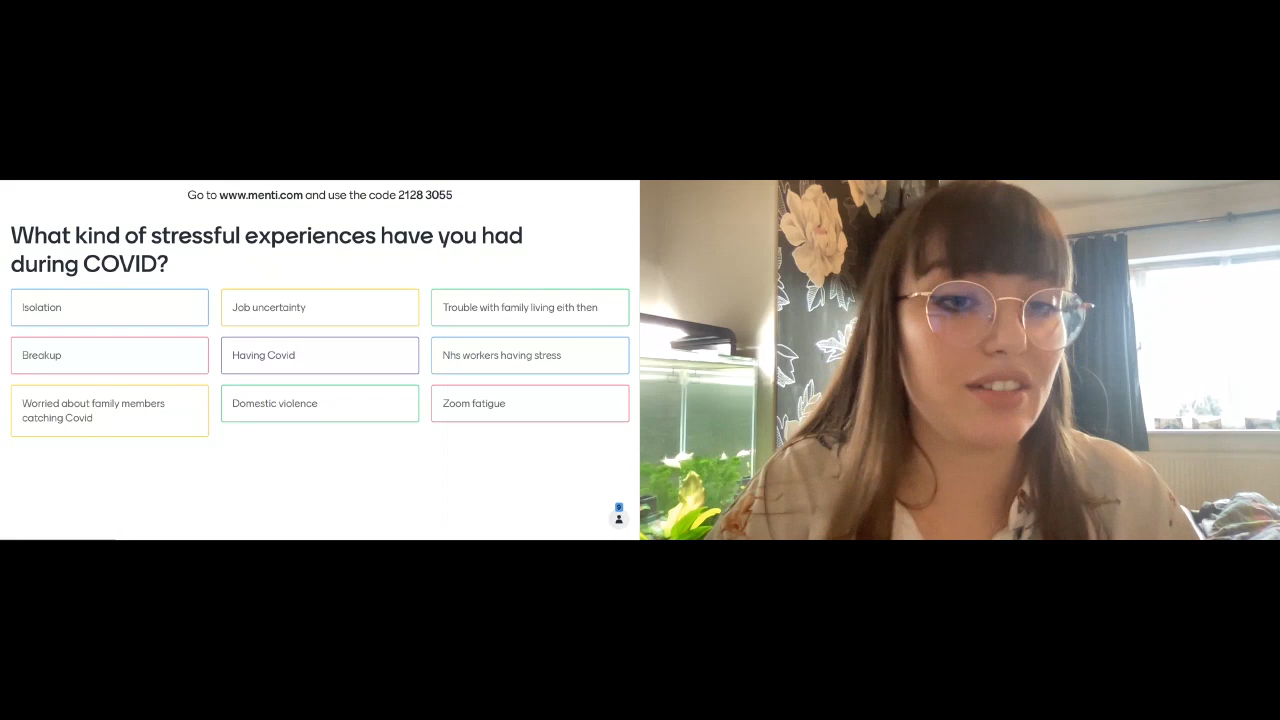 Go to www.menti.com and use the code 2128 3055
What kind of stressful experiences have you had
during COVID?
Isolation
Job uncertainty
Trouble with family living eith then
Breakup
Having Covid
Nhs workers having stress
Worried about family members
catching Covid
Domestic violence
Zoom fatigue
9